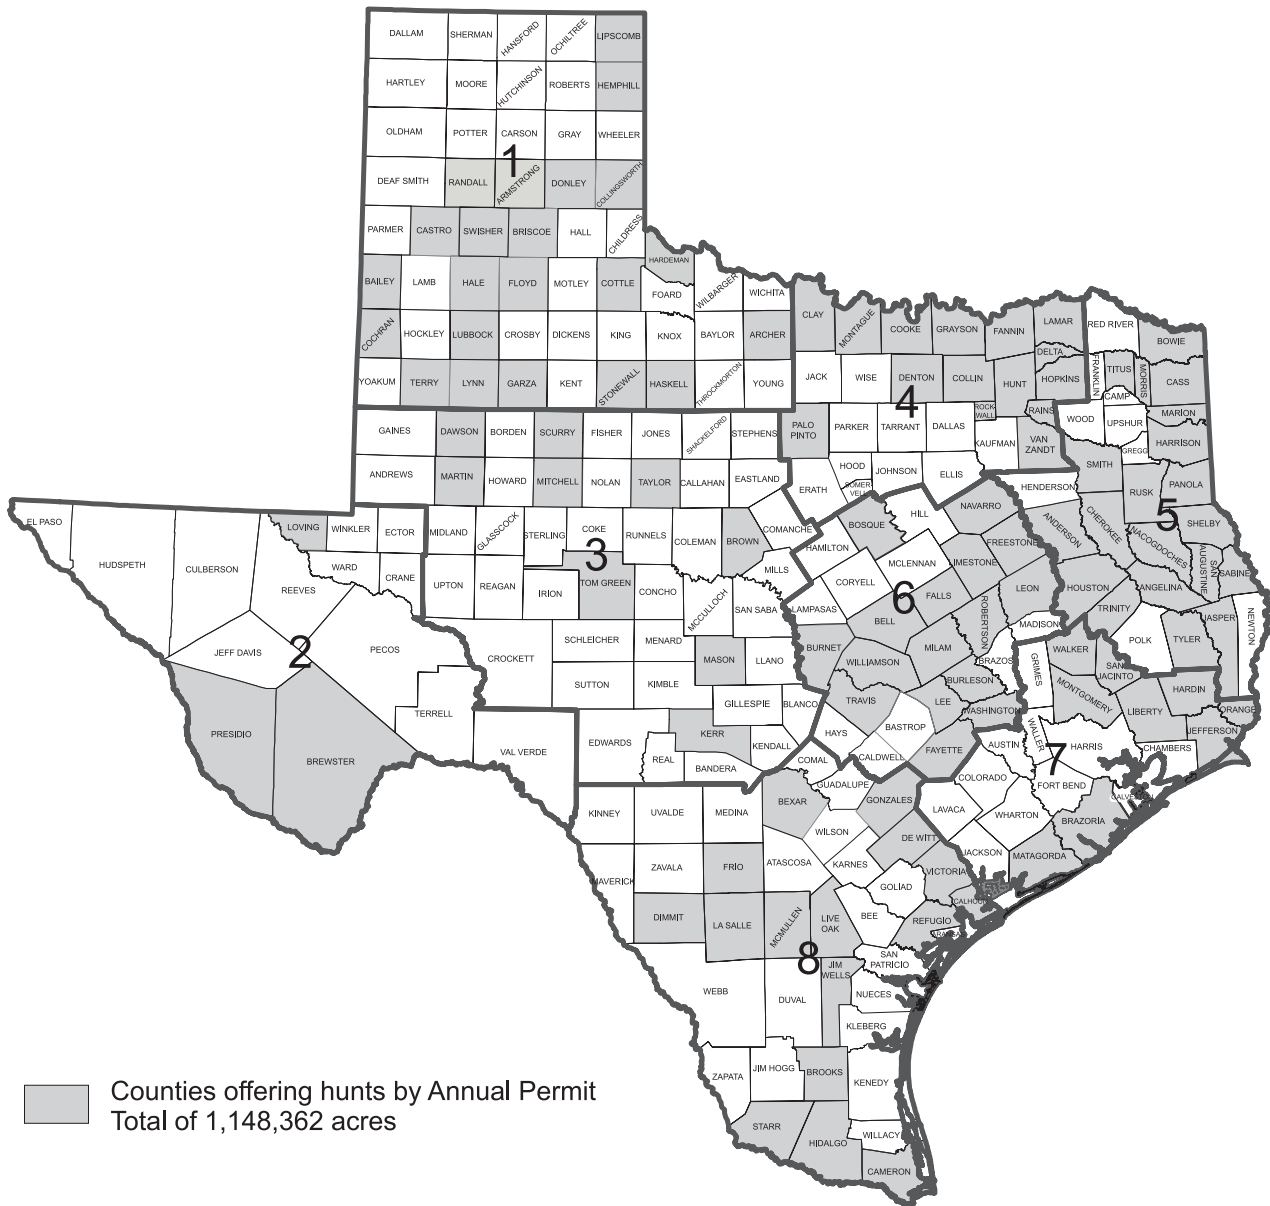 DALLAM
SHERMAN
HANSFORD
OCHILTREE
LIPSCOMB
HARTLEY
MOORE
HUTCHINSON
ROBERTS
HEMPHILL
OLDHAM
POTTER
CARSON
GRAY
WHEELER
1
DEAF SMITH
RANDALL
ARMSTRONG
DONLEY
COLLINGSWORTH
PARMER
CASTRO
SWISHER
BRISCOE
HALL
CHILDRESS
HARDEMAN
BAILEY
LAMB
HALE
FLOYD
MOTLEY
COTTLE
FOARD
WILBARGER
WICHITA
COCHRAN
HOCKLEY
LUBBOCK
CROSBY
DICKENS
KING
KNOX
BAYLOR
ARCHER
YOAKUM
TERRY
LYNN
GARZA
KENT
STONEWALL
HASKELL
THROCKMORTON
YOUNG
CLAY
MONTAGUE
COOKE
GRAYSON
FANNIN
LAMAR
RED RIVER
BOWIE
DELTA
JACK
WISE
DENTON
COLLIN
HUNT
HOPKINS
FRANKLIN
TITUS
MORRIS
CASS
CAMP
4
ROCK
WALL
RAINS
WOOD
UPSHUR
MARION
PALO
PINTO
PARKER
TARRANT
DALLAS
KAUFMAN
VAN
ZANDT
GREGG
HARRISON
SMITH
HOOD
JOHNSON
ELLIS
RUSK
PANOLA
SOMER-
VELL
ERATH
HENDERSON
5
GAINES
DAWSON
BORDEN
SCURRY
FISHER
JONES
SHACKELFORD
STEPHENS
ANDREWS
MARTIN
HOWARD
MITCHELL
NOLAN
TAYLOR
CALLAHAN
EASTLAND
EL PASO
HUDSPETH
CULBERSON
LOVING
WINKLER
ECTOR
MIDLAND
GLASSCOCK
STERLING
COKE
RUNNELS
COLEMAN
BROWN
COMANCHE
MILLS
3
WARD
CRANE
REEVES
UPTON
REAGAN
IRION
TOM GREEN
CONCHO
MCCULLOCH
SAN SABA
JEFF DAVIS
2
PECOS
CROCKETT
SCHLEICHER
MENARD
MASON
LLANO
SUTTON
KIMBLE
GILLESPIE
BLANCO
PRESIDIO
BREWSTER
TERRELL
VAL VERDE
EDWARDS
REAL
KERR
KENDALL
BANDERA
BOSQUE
HILL
NAVARRO
FREESTONE
ANDERSON
CHEROKEE
NACOGDOCHES
SHELBY
SAN
AUGUSTINE
SABINE
HAMILTON
MCLENNAN
LIMESTONE
CORYELL
6
FALLS
LEON
HOUSTON
ANGELINA
LAMPASAS
BELL
ROBERTSON
MADISON
TRINITY
POLK
TYLER
JASPER
NEWTON
BURNET
WILLIAMSON
MILAM
BRAZOS
GRIMES
WALKER
SAN
JACINTO
BURLESON
MONTGOMERY
HARDIN
TRAVIS
LEE
WASHINGTON
LIBERTY
ORANGE
BASTROP
JEFFERSON
HAYS
FAYETTE
AUSTIN
WALLER
7
HARRIS
CHAMBERS
CALDWELL
COMAL
GUADALUPE
COLORADO
FORT BEND
GALVESTON
BEXAR
GONZALES
LAVACA
WHARTON
BRAZORIA
KINNEY
UVALDE
MEDINA
WILSON
DE WITT
JACKSON
MATAGORDA
MAVERICK
ZAVALA
FRIO
ATASCOSA
KARNES
VICTORIA
GOLIAD
CALHOUN
DIMMIT
LA SALLE
MCMULLEN
LIVE
OAK
BEE
REFUGIO
ARANSAS
8
JIM
WELLS
SAN
PATRICIO
WEBB
DUVAL
NUECES
KLEBERG
ZAPATA
JIM HOGG
BROOKS
KENEDY
STARR
HIDALGO
WILLACY
CAMERON
Counties offering hunts by Annual Permit
Total of 1,148,362 acres